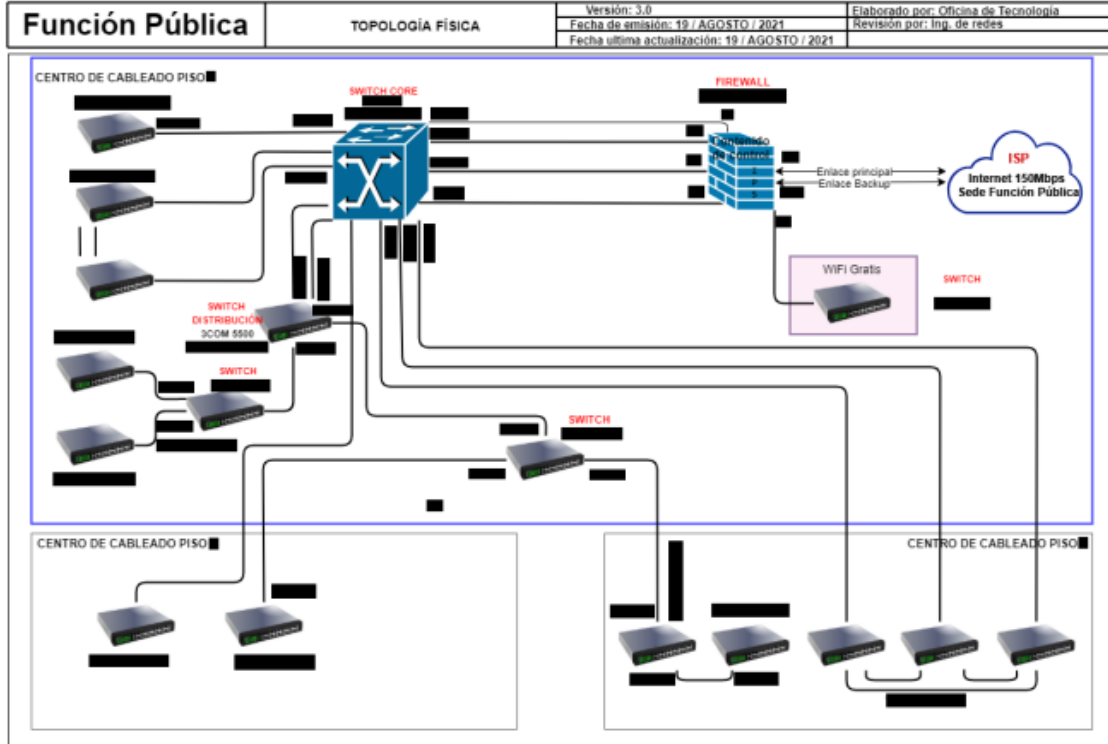 Función Pública
TOPOLOGÍA FÍSICA
Versión: 3.0
Fecha de emisión: 19 / AGOSTO / 2021
Fecha ultima actualización: 19 / AGOSTO / 2021
Elaborado por: Oficina de Tecnología
Revisión por: Ing. de redes
CENTRO DE CABLEADO PISO
SWITCH CORE
FIREWALL
Contenido
de control
I
P
S
Enlace principal
Enlace Backup
ISP
Internet 150Mbps
Sede Función Pública
WiFi Gratis
SWITCH
SWITCH
DISTRIBUCIÓN
3COM 5500
SWITCH
SWITCH
CENTRO DE CABLEADO PISO
CENTRO DE CABLEADO PISO